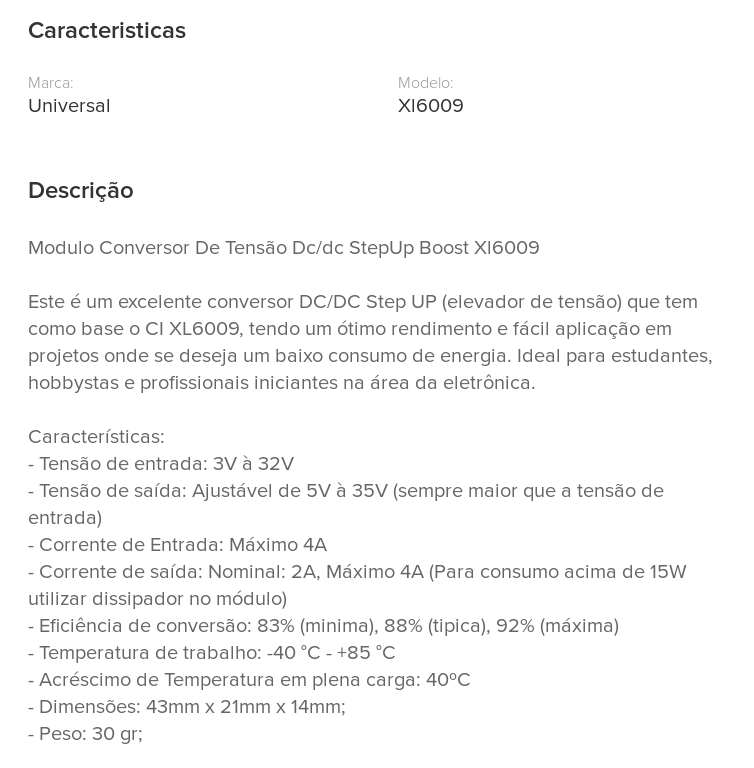 Caracteristicas
Marca:
Universal
Modelo:
Xl6009
Descrição
Modulo Conversor De Tensão Dc/dc StepUp Boost Xl6009
Este é um excelente conversor DC/DC Step UP (elevador de tensão) que tem
como base o CI XL6009, tendo um ótimo rendimento e fácil aplicação em
projetos onde se deseja um baixo consumo de energia. Ideal para estudantes,
hobbystas e profissionais iniciantes na área da eletrônica.
Características:
- Tensão de entrada: 3V à 32V
- Tensão de saída: Ajustável de 5V à 35V (sempre maior que a tensão de
entrada)
- Corrente de Entrada: Máximo 4A
- Corrente de saída: Nominal: 2A, Máximo 4A (Para consumo acima de 15W
utilizar dissipador no módulo)
- Eficiência de conversão: 83% (minima), 88% (tipica), 92% (máxima)
- Temperatura de trabalho: -40 °C - +85 °C
- Acréscimo de Temperatura em plena carga: 40ºC
- Dimensões: 43mm x 21mm x 14mm;
- Peso: 30 gr;